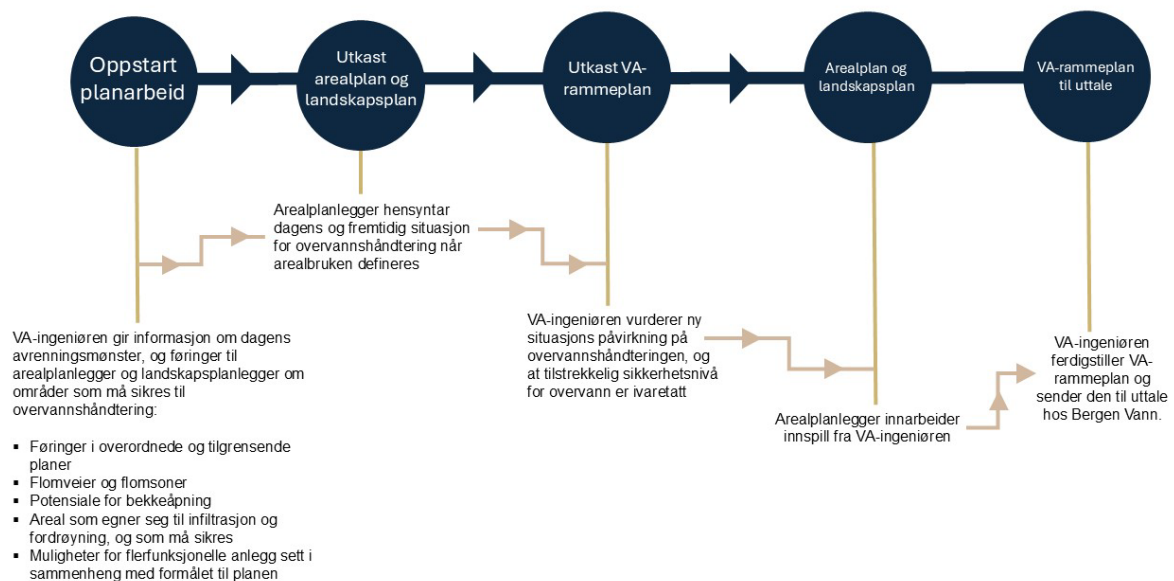 Oppstart
planarbeid
Utkast
arealplan og
landskapsplan
Utkast VA-
rammeplan
Arealplan og
landskapsplan
VA-rammeplan
til uttale
Arealplanlegger hensyntar
dagens og fremtidig situasjon
for overvannshåndtering når
arealbruken defineres
VA-ingeniøren gir informasjon om dagens
avrenningsmønster, og føringer til
arealplanlegger og landskapsplanlegger om
områder som må sikres til
overvannshåndtering:
▪ Føringer i overordnede og tilgrensende
planer
▪ Flomveier og flomsoner
▪ Potensiale for bekkeåpning
▪ Areal som egner seg til infiltrasjon og
fordrøyning, og som må sikres
▪ Muligheter for flerfunksjonelle anlegg sett i
sammenheng med formålet til planen
VA-ingeniøren vurderer ny
situasjons påvirkning på
overvannshåndteringen, og
at tilstrekkelig sikkerhetsnivå
for overvann er ivaretatt
Arealplanlegger innarbeider
innspill fra VA-ingeniøren
VA-ingeniøren
ferdigstiller VA-
rammeplan og
sender den til uttale
hos Bergen Vann.